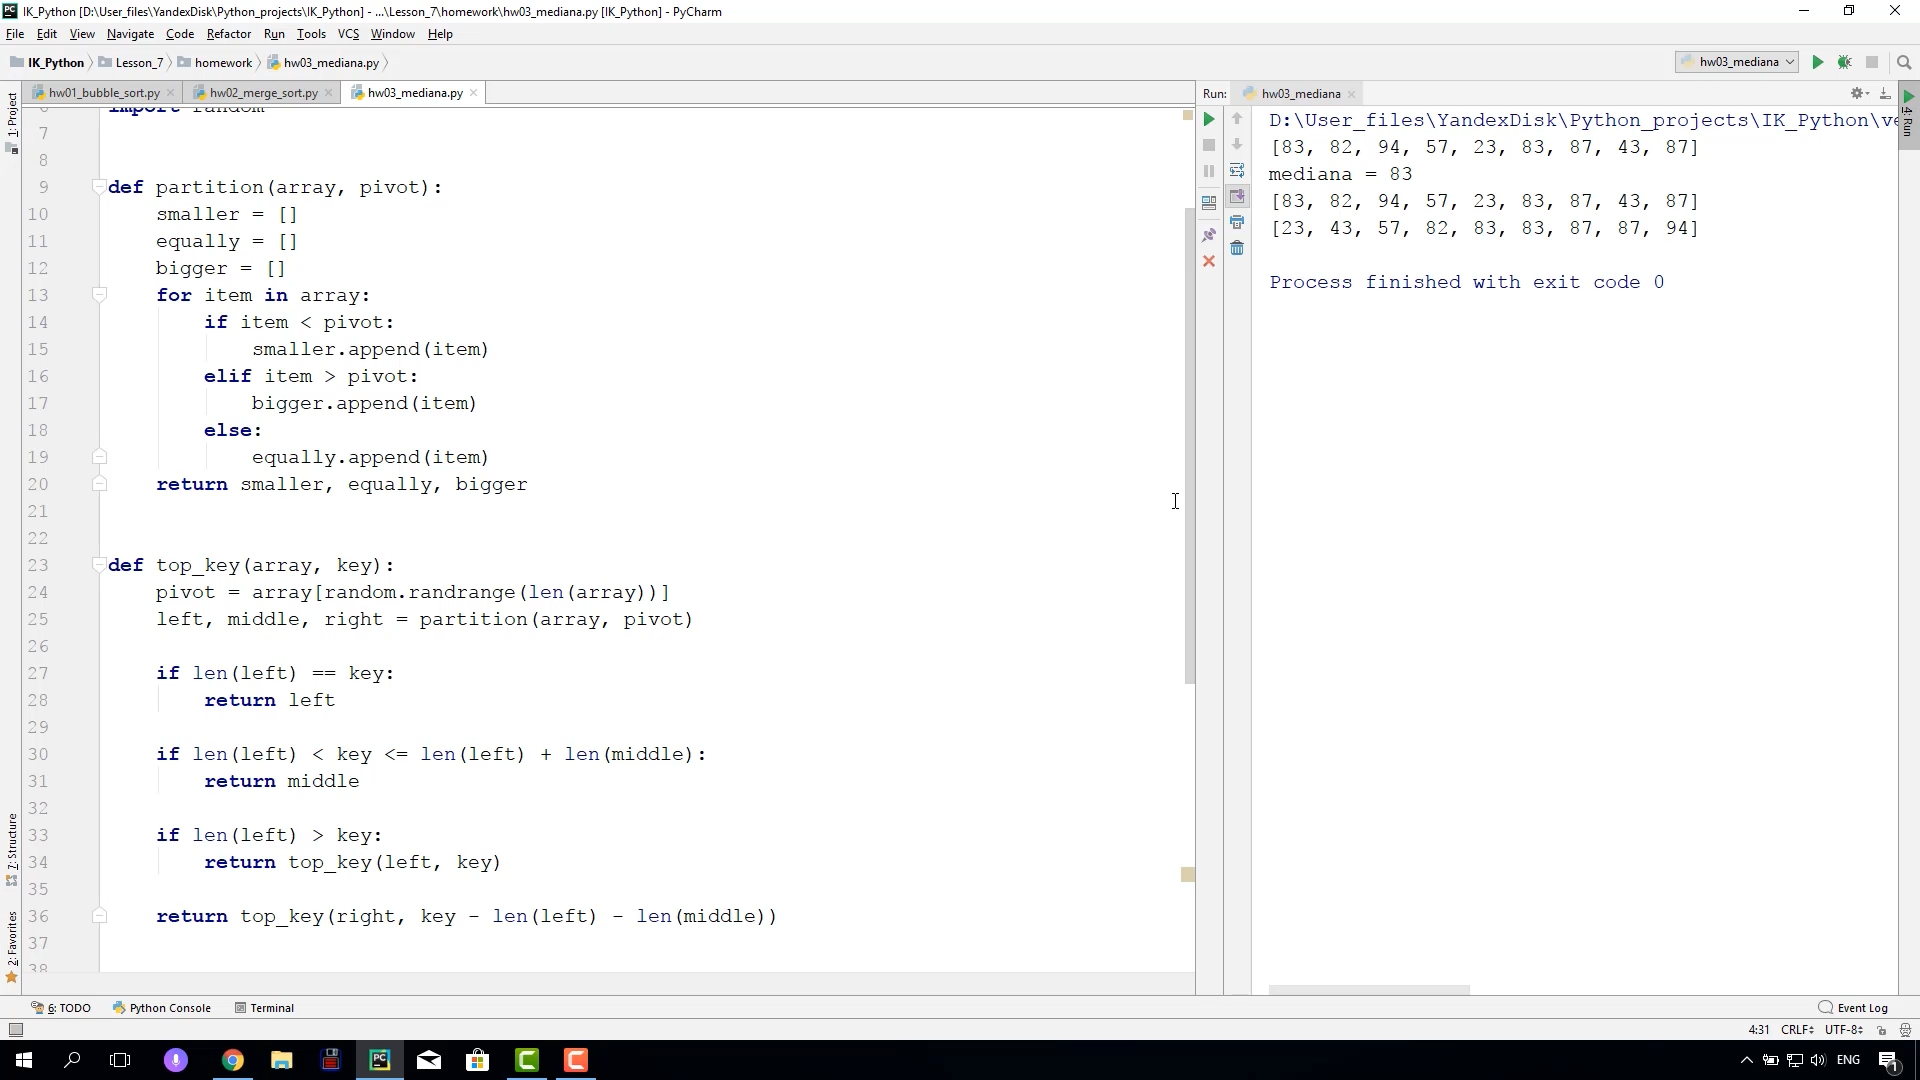 IK_Python [D:\User_files\YandexDisk\Python_projects\IK_Python] - ...\Lesson_7\homework\hw03_mediana.py [IK_Python] - PyCharm
File Edit View Navigate Code Refactor Run Tools VCS Window Help
IK_Python Lesson_7 homework hw03_mediana.py
hw03_mediana
hw01_bubble_sort.py hw02_merge_sort.py hw03_mediana.py
Run: hw03_mediana
1: Project
7: Structure
2: Favorites
4: Run
6 import random
7
8
9 def partition(array, pivot):
10 smaller = []
11 equally = []
12 bigger = []
13 for item in array:
14 if item < pivot:
15 smaller.append(item)
16 elif item > pivot:
17 bigger.append(item)
18 else:
19 equally.append(item)
20 return smaller, equally, bigger
21
22
23 def top_key(array, key):
24 pivot = array[random.randrange(len(array))]
25 left, middle, right = partition(array, pivot)
26
27 if len(left) == key:
28 return left
29
30 if len(left) < key <= len(left) + len(middle):
31 return middle
32
33 if len(left) > key:
34 return top_key(left, key)
35
36 return top_key(right, key - len(left) - len(middle))
37
38
D:\User_files\YandexDisk\Python_projects\IK_Python\ve
[83, 82, 94, 57, 23, 83, 87, 43, 87]
mediana = 83
[83, 82, 94, 57, 23, 83, 87, 43, 87]
[23, 43, 57, 82, 83, 83, 87, 87, 94]
Process finished with exit code 0
6: TODO Python Console Terminal Event Log
4:31 CRLF UTF-8
PC
ENG
1